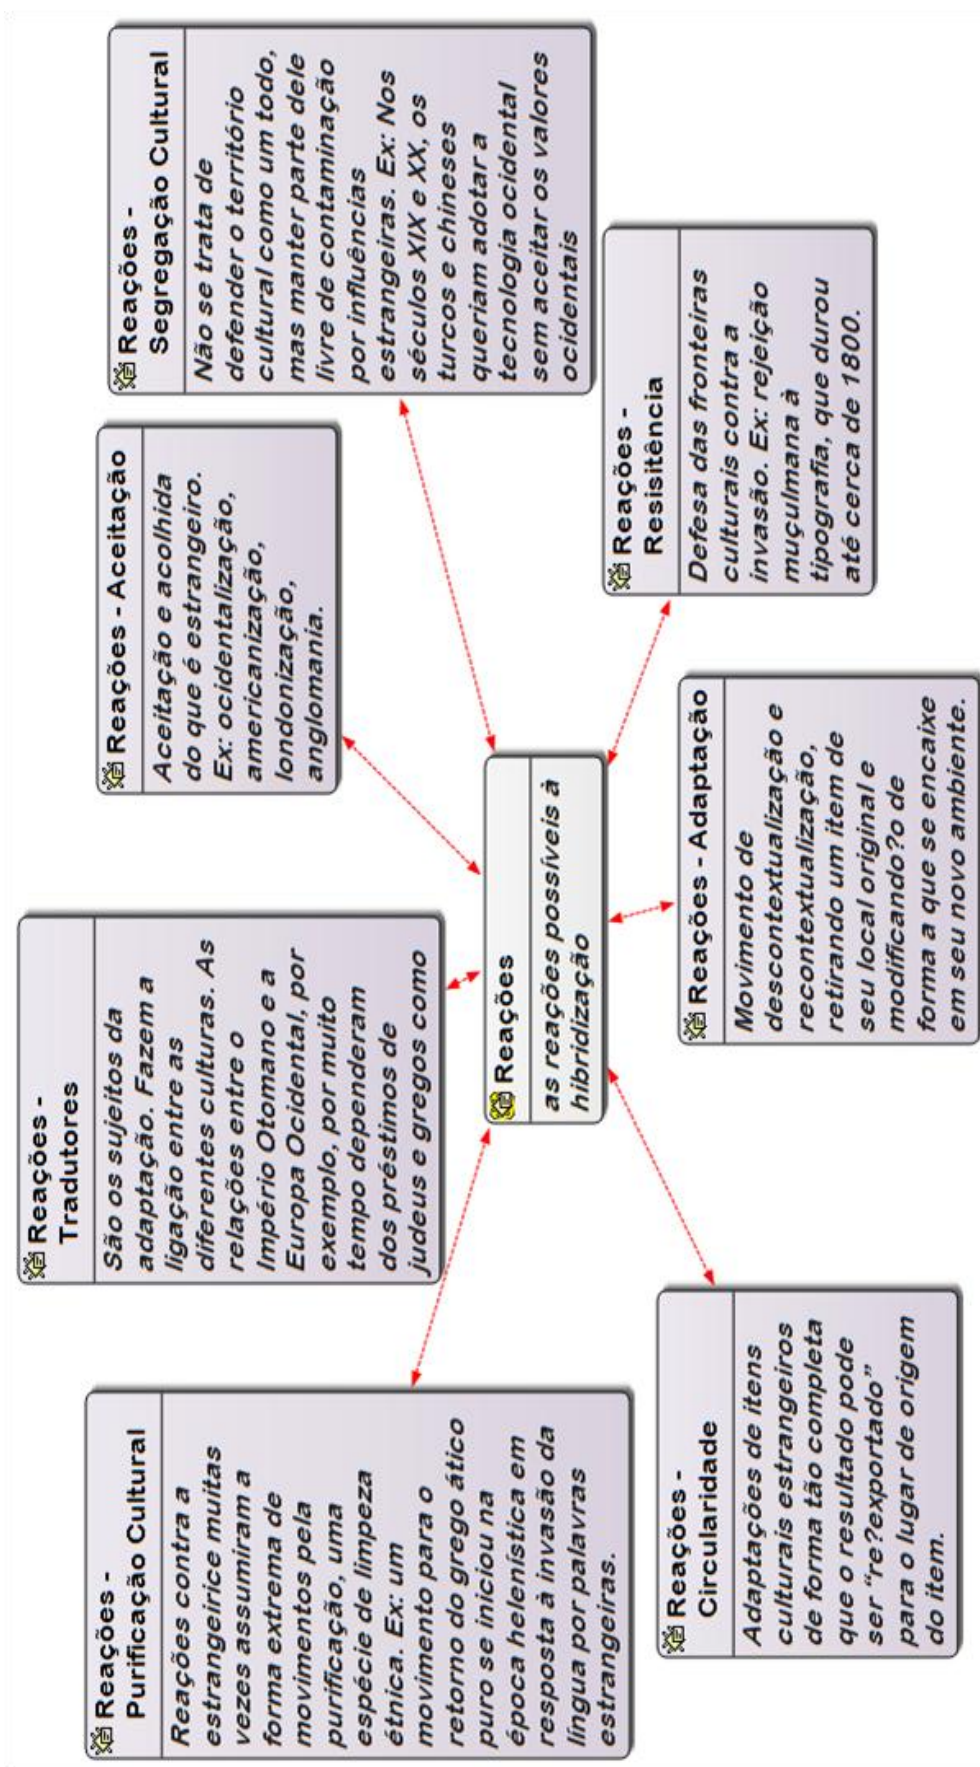 Reações -
Purificação Cultural
Reações contra a
estrangeirice muitas
vezes assumiram a
forma extrema de
movimentos pela
purificação, uma
espécie de limpeza
étnica. Ex: um
movimento para o
retorno do grego ático
puro se iniciou na
época helenística em
resposta à invasão da
língua por palavras
estrangeiras.
Reações -
Tradutores
São os sujeitos da
adaptação. Fazem a
ligação entre as
diferentes culturas. As
relações entre o
Império Otomano e a
Europa Ocidental, por
exemplo, por muito
tempo dependeram
dos préstimos de
judeus e gregos como
Reações - Aceitação
Aceitação e acolhida
do que é estrangeiro.
Ex: ocidentalização,
americanização,
londonização,
anglomania.
Reações -
Segregação Cultural
Não se trata de
defender o território
cultural como um todo,
mas manter parte dele
livre de contaminação
por influências
estrangeiras. Ex: Nos
séculos XIX e XX, os
turcos e chineses
queriam adotar a
tecnologia ocidental
sem aceitar os valores
ocidentais
Reações
as reações possíveis à
hibridização
Reações -
Circularidade
Adaptações de itens
culturais estrangeiros
de forma tão completa
que o resultado pode
ser “re?exportado”
para o lugar de origem
do item.
Reações - Adaptação
Movimento de
descontextualização e
recontextualização,
retirando um item de
seu local original e
modificando?o de
forma a que se encaixe
em seu novo ambiente.
Reações -
Resisitência
Defesa das fronteiras
culturais contra a
invasão. Ex: rejeição
muçulmana à
tipografia, que durou
até cerca de 1800.